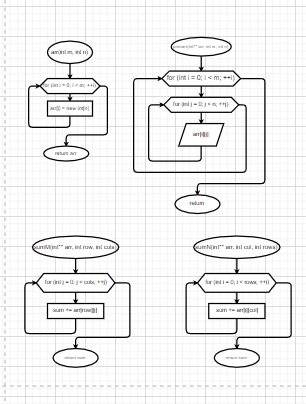 arr(int m, int n)
for (int i = 0; i < m; ++i)
arr[i] = new int[n]
return arr
for (int i = 0; i < m; ++i)
for (int j = 0; j < n; ++j)
arr[i][j]
return
sumM(int** arr, int row, int cols)
for (int j = 0; j < cols; ++j)
sum += arr[row][j]
return sum
sumN(int** arr, int col, int rows)
for (int i = 0; i < rows; ++i)
sum += arr[i][col]
return sum